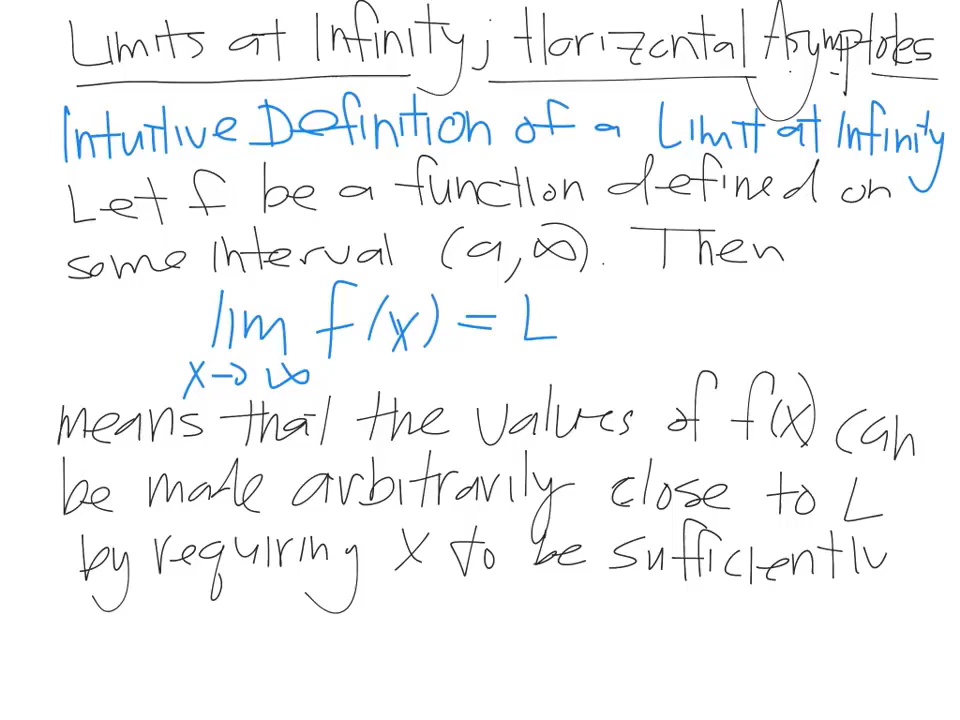 Limits at Infinity; Horizontal Asymptotes
Intuitive Definition of a Limit at Infinity
Let f be a function defined on
some interval (a,∞). Then
lim f(x) = L
x→∞
means that the values of f(x) can
be made arbitrarily close to L
by requiring x to be sufficiently